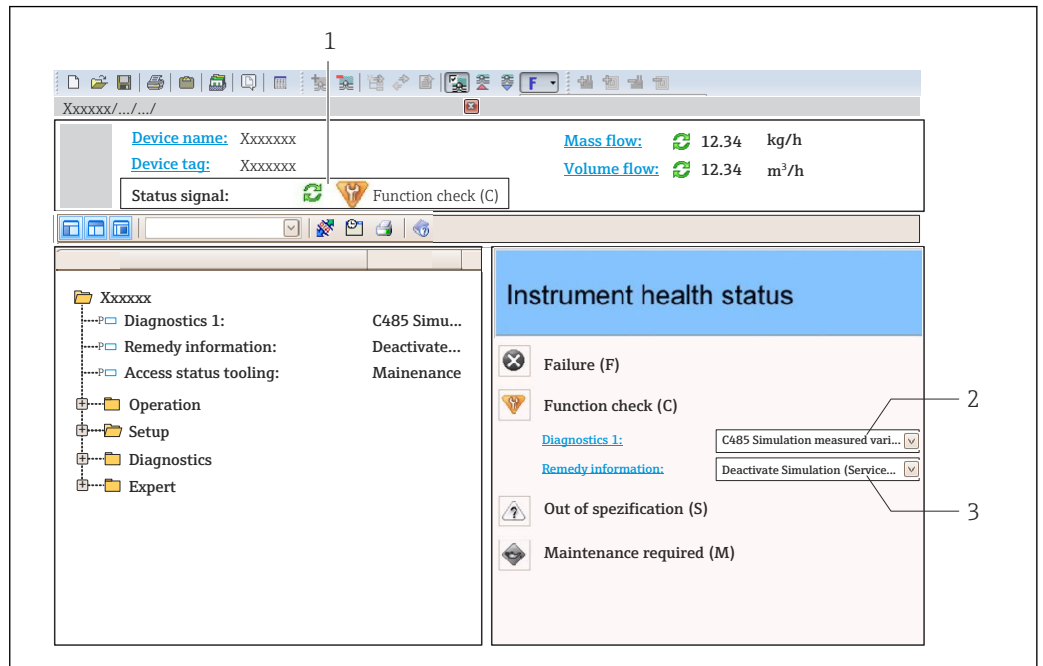 1
F
Xxxxxx/.../.../
Device name: Xxxxxxx
Mass flow: 12.34 kg/h
Device tag: Xxxxxxx
Volume flow: 12.34 m³/h
Status signal: Function check (C)
Xxxxxx
Instrument health status
P Diagnostics 1: C485 Simu...
P Remedy information: Deactivate...
P Access status tooling: Mainenance
Operation
Setup
Diagnostics
Expert
Failure (F)
Function check (C)
2
Diagnostics 1: C485 Simulation measured vari...
Remedy information: Deactivate Simulation (Service...
Out of spezification (S)
3
Maintenance required (M)